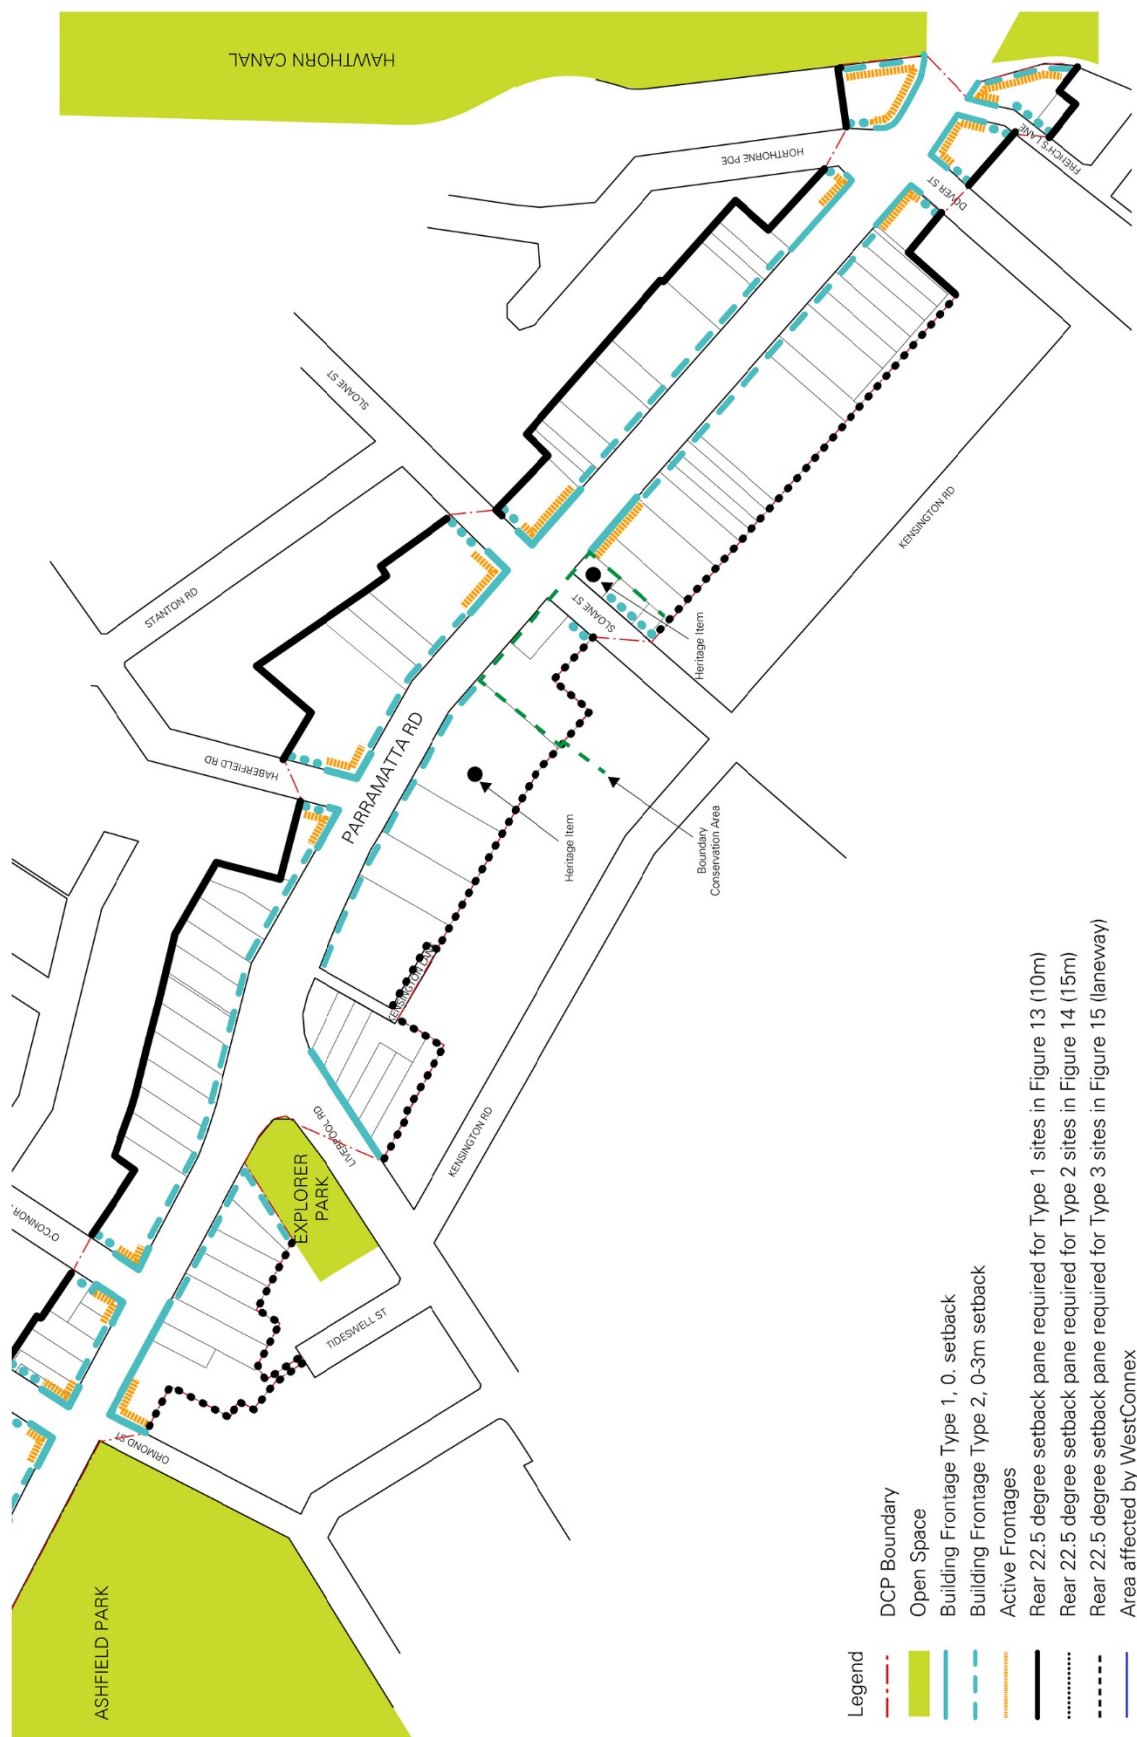 HAWTHORN CANAL
HORTHORNE PDE
FRENCH'S LANE
DOVER ST
SLOANE ST
STANTON RD
KENSINGTON RD
SLOANE ST
Heritage Item
HABERFIELD RD
PARRAMATTA RD
Heritage Item
Boundary
Conservation Area
KENSINGTON LANE
LIVERPOOL RD
KENSINGTON RD
EXPLORER
PARK
O'CONNOR
TIDESWELL ST
ORMOND ST
ASHFIELD PARK
Legend
DCP Boundary
Open Space
Building Frontage Type 1, 0. setback
Building Frontage Type 2, 0-3m setback
Active Frontages
Rear 22.5 degree setback pane required for Type 1 sites in Figure 13 (10m)
Rear 22.5 degree setback pane required for Type 2 sites in Figure 14 (15m)
Rear 22.5 degree setback pane required for Type 3 sites in Figure 15 (laneway)
Area affected by WestConnex